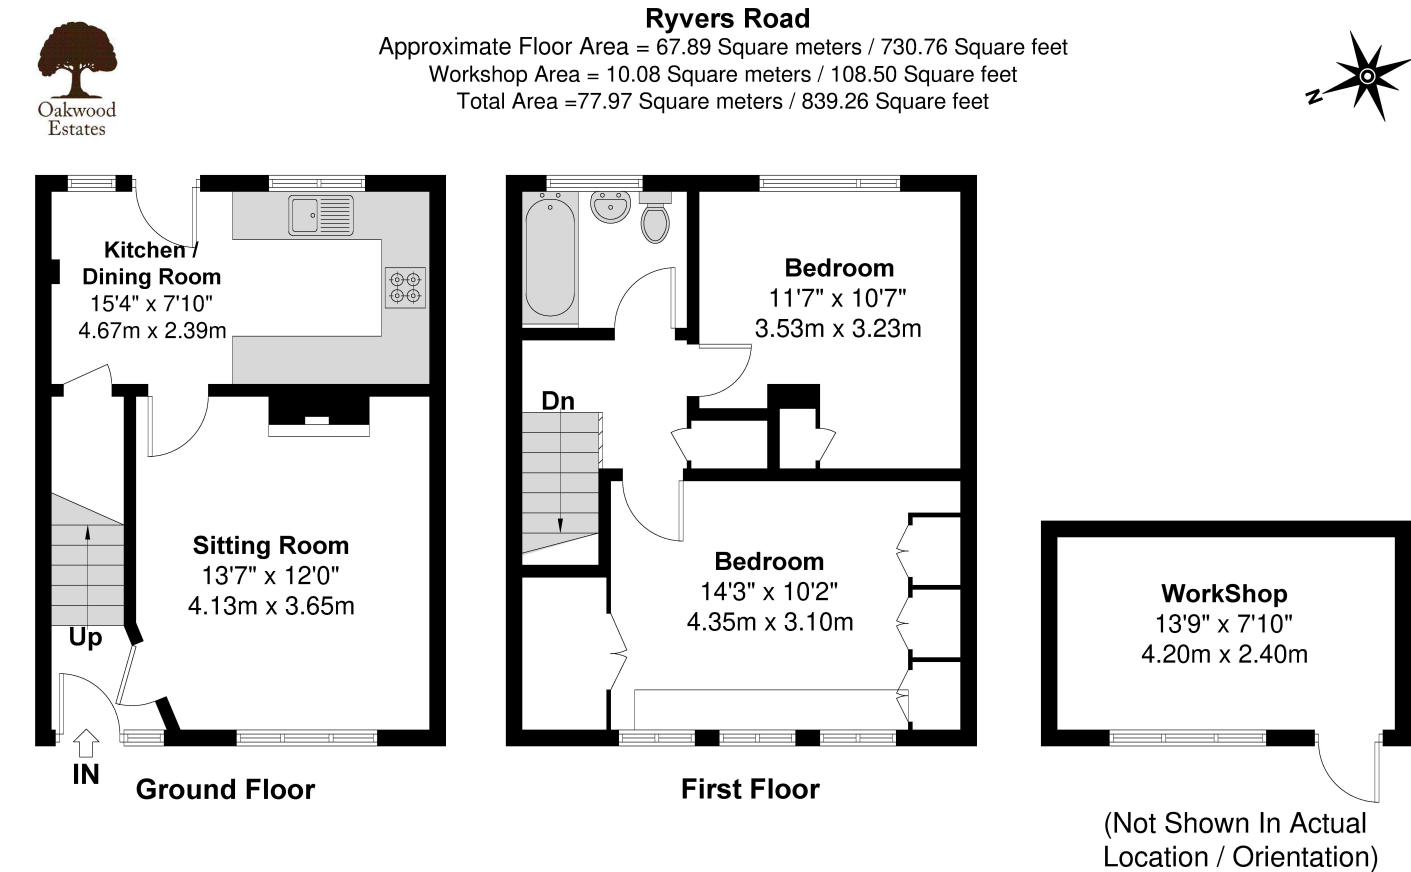 Ryvers Road
Approximate Floor Area = 67.89 Square meters / 730.76 Square feet
Workshop Area = 10.08 Square meters / 108.50 Square feet
Total Area =77.97 Square meters / 839.26 Square feet
Oakwood
Estates
N
Kitchen /
Dining Room
15'4" x 7'10"
4.67m x 2.39m
Sitting Room
13'7" x 12'0"
4.13m x 3.65m
Up
IN
Ground Floor
Bedroom
11'7" x 10'7"
3.53m x 3.23m
Dn
Bedroom
14'3" x 10'2"
4.35m x 3.10m
First Floor
WorkShop
13'9" x 7'10"
4.20m x 2.40m
(Not Shown In Actual
Location / Orientation)